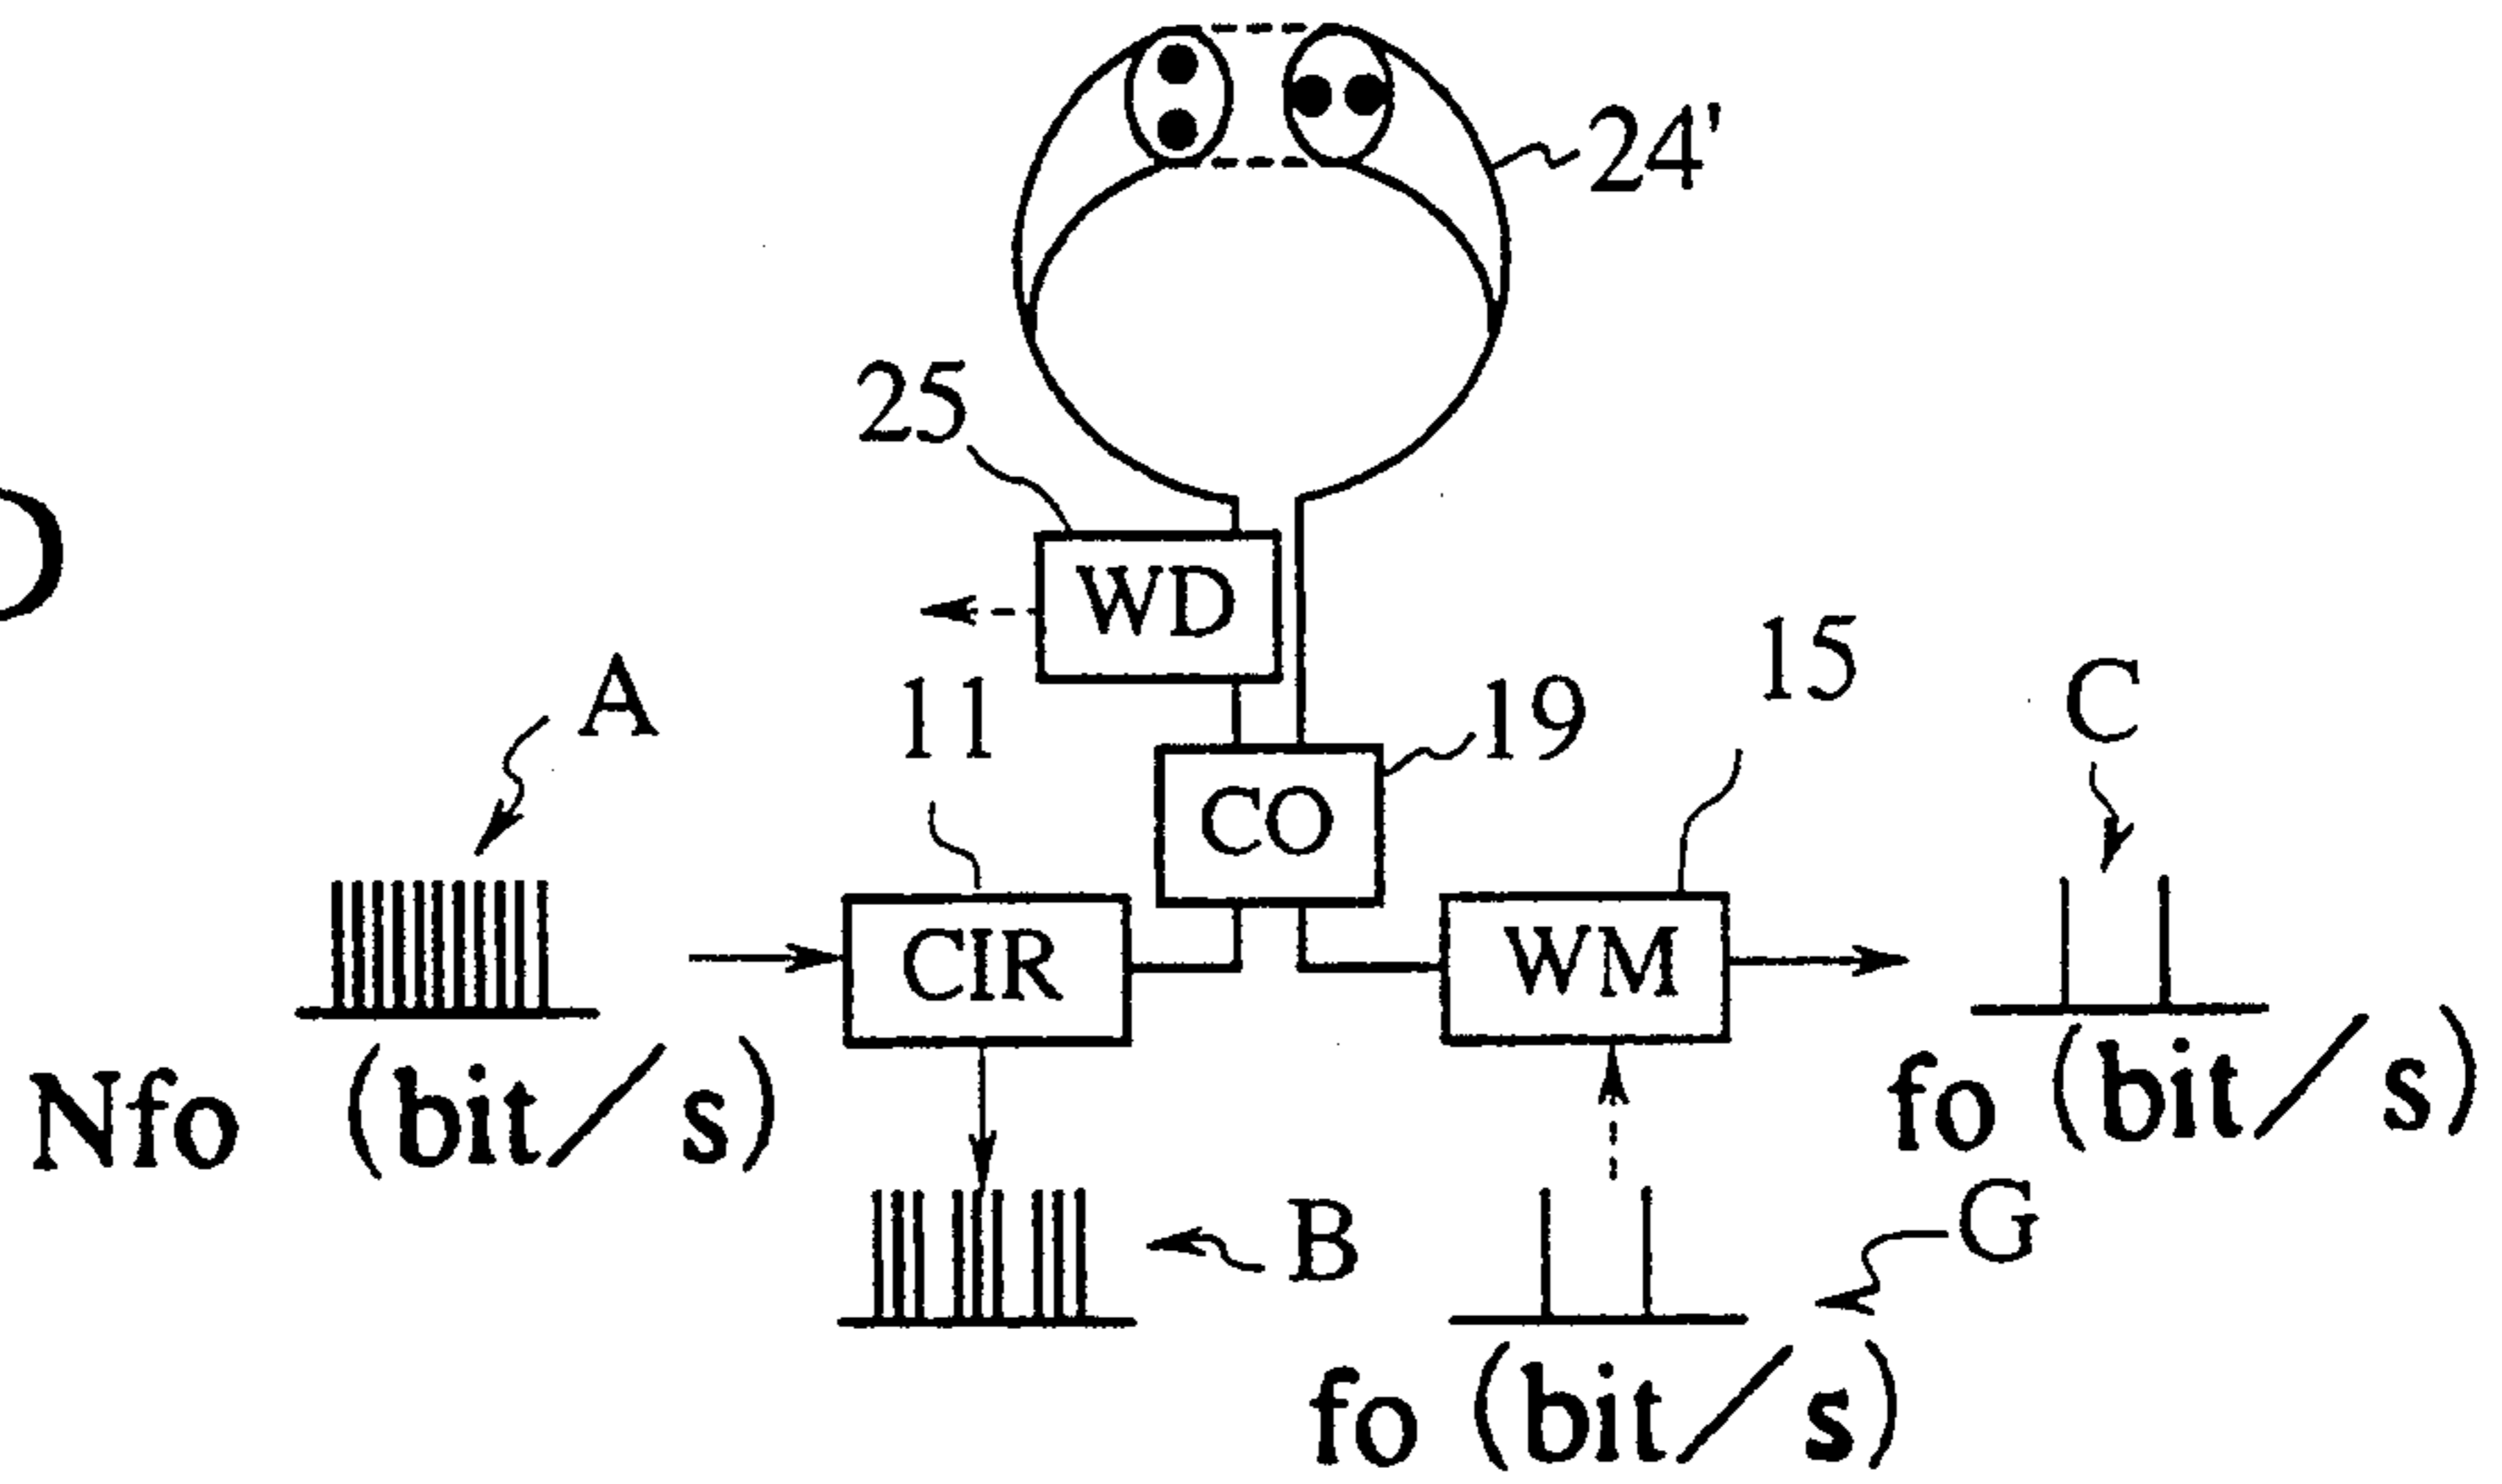 24'
25
WD
15
A
11
19
C
CO
CIR
WM
Nfo (bit/s)
fo (bit/s)
B
G
fo (bit/s)